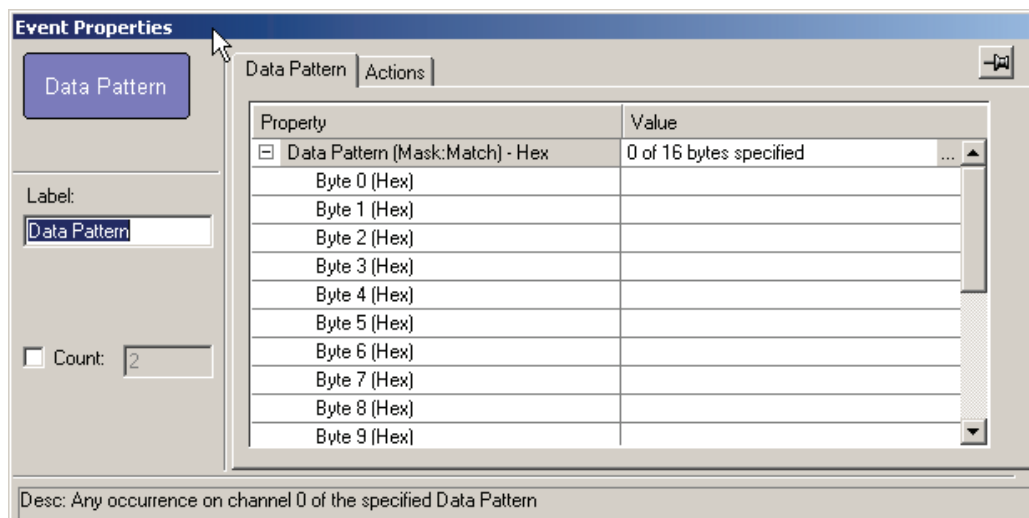 Event Properties
Data Pattern
Data Pattern Actions
Property Value
Data Pattern (Mask:Match) - Hex 0 of 16 bytes specified ...
Byte 0 (Hex)
Label:
Byte 1 (Hex)
Data Pattern
Byte 2 (Hex)
Byte 3 (Hex)
Byte 4 (Hex)
Byte 5 (Hex)
Count: 2
Byte 6 (Hex)
Byte 7 (Hex)
Byte 8 (Hex)
Byte 9 (Hex)
Desc: Any occurrence on channel 0 of the specified Data Pattern